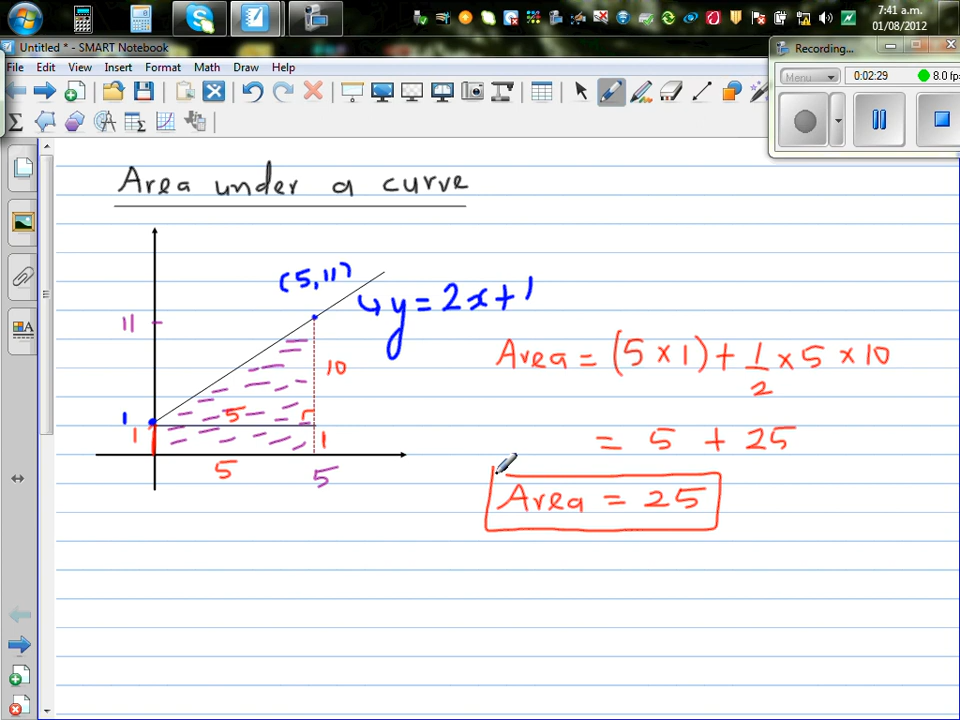 7:41 a.m.
01/08/2012
Untitled * - SMART Notebook
Recording...
File Edit View Insert Format Math Draw Help
Menu
0:02:29
8.0 fp
Area under a curve
(5,11)
y = 2x+1
11
10
Area = (5 × 1) + 1/2 × 5 × 10
1
5
1
1
= 5 + 25
5
5
Area = 25